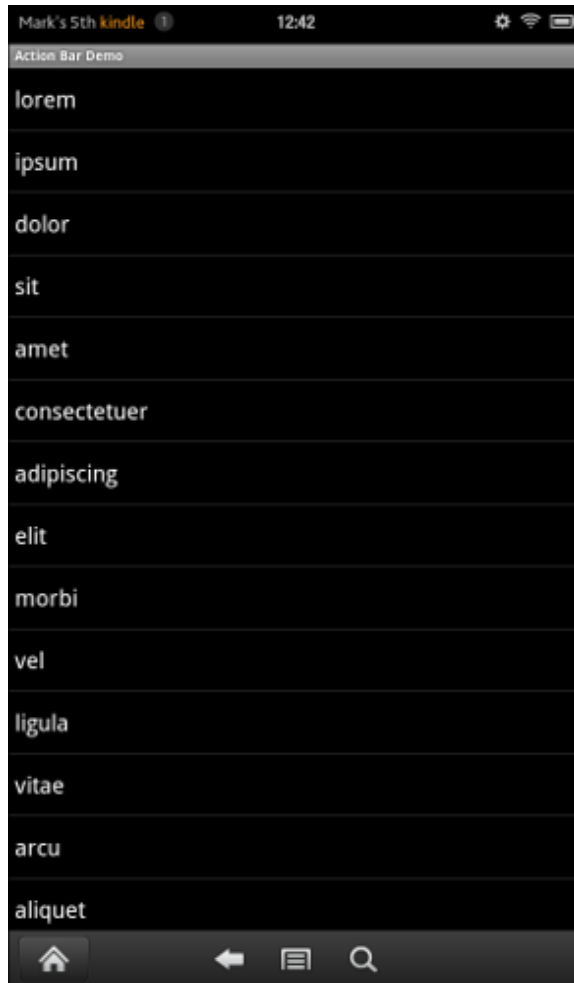 Mark's 5th kindle 1 12:42
Action Bar Demo
lorem
ipsum
dolor
sit
amet
consectetuer
adipiscing
elit
morbi
vel
ligula
vitae
arcu
aliquet